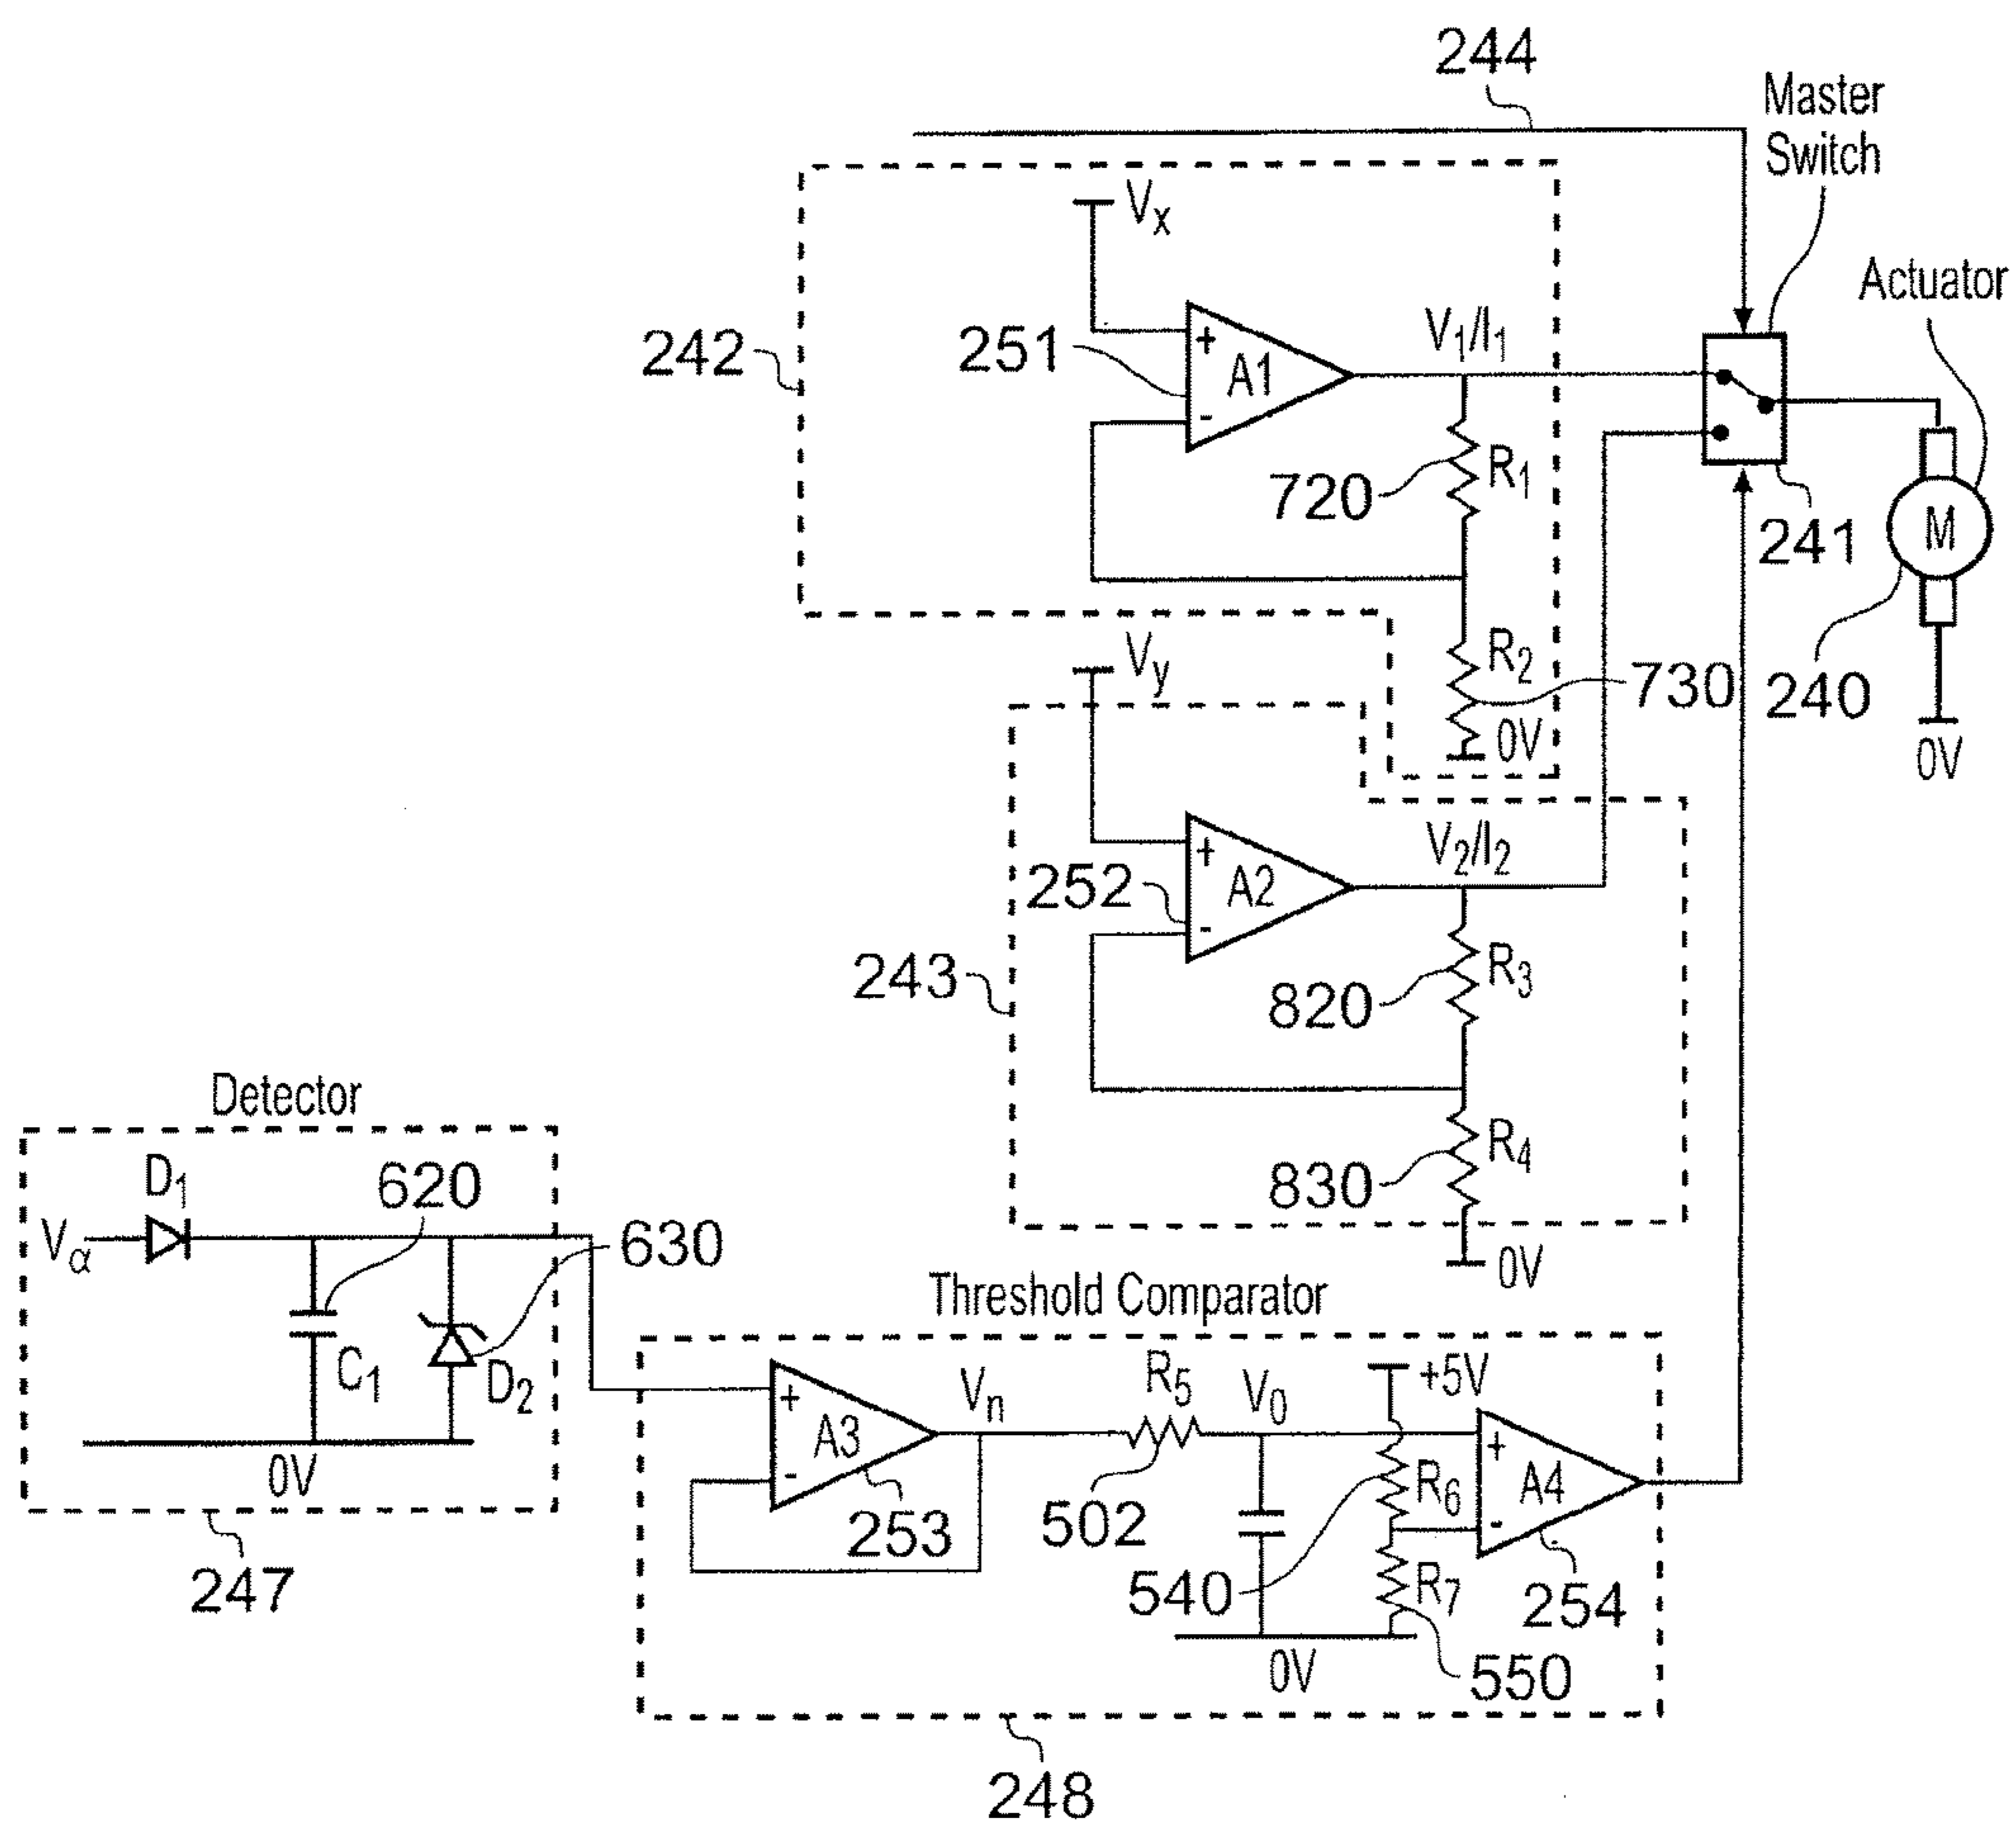 244
Master
Switch
Vx
Actuator
242
251
+
A1
-
V1/I1
720
R1
241
M
240
0V
Vy
R2
730
0V
252
+
A2
-
V2/I2
243
820
R3
830
R4
0V
Detector
D1
Vα
620
630
C1
D2
0V
247
Threshold Comparator
+
A3
-
253
Vn
R5
502
V0
+5V
540
R6
R7
+
A4
-
254
0V
550
248